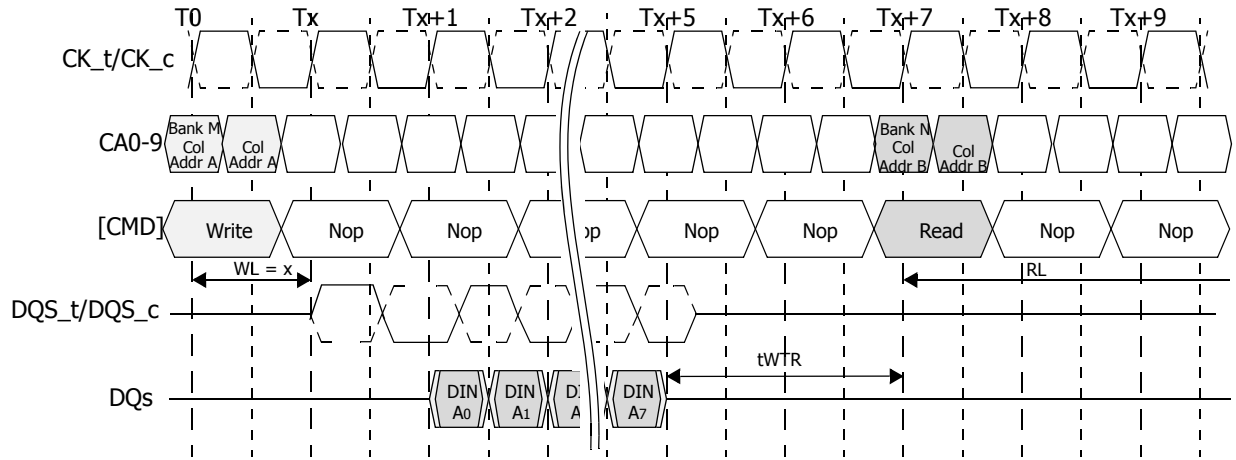 T0 Tx Tx+1 Tx+2 Tx+5 Tx+6 Tx+7 Tx+8 Tx+9
CK_t/CK_c
CA0-9
Bank M
Col
Addr A
Col
Addr A
Bank N
Col
Addr B
Col
Addr B
[CMD] Write Nop Nop Nop Nop Read Nop Nop
WL = x RL
DQS_t/DQS_c
tWTR
DQs
DIN
A0
DIN
A1
DIN
A7